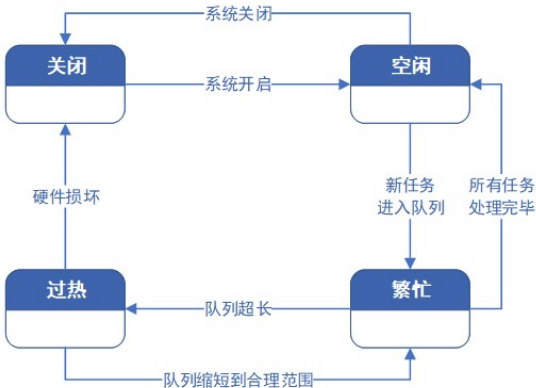 系统关闭
关闭
空闲
系统开启
新任务
进入队列
所有任务
处理完毕
硬件损坏
过热
繁忙
队列超长
队列缩短到合理范围